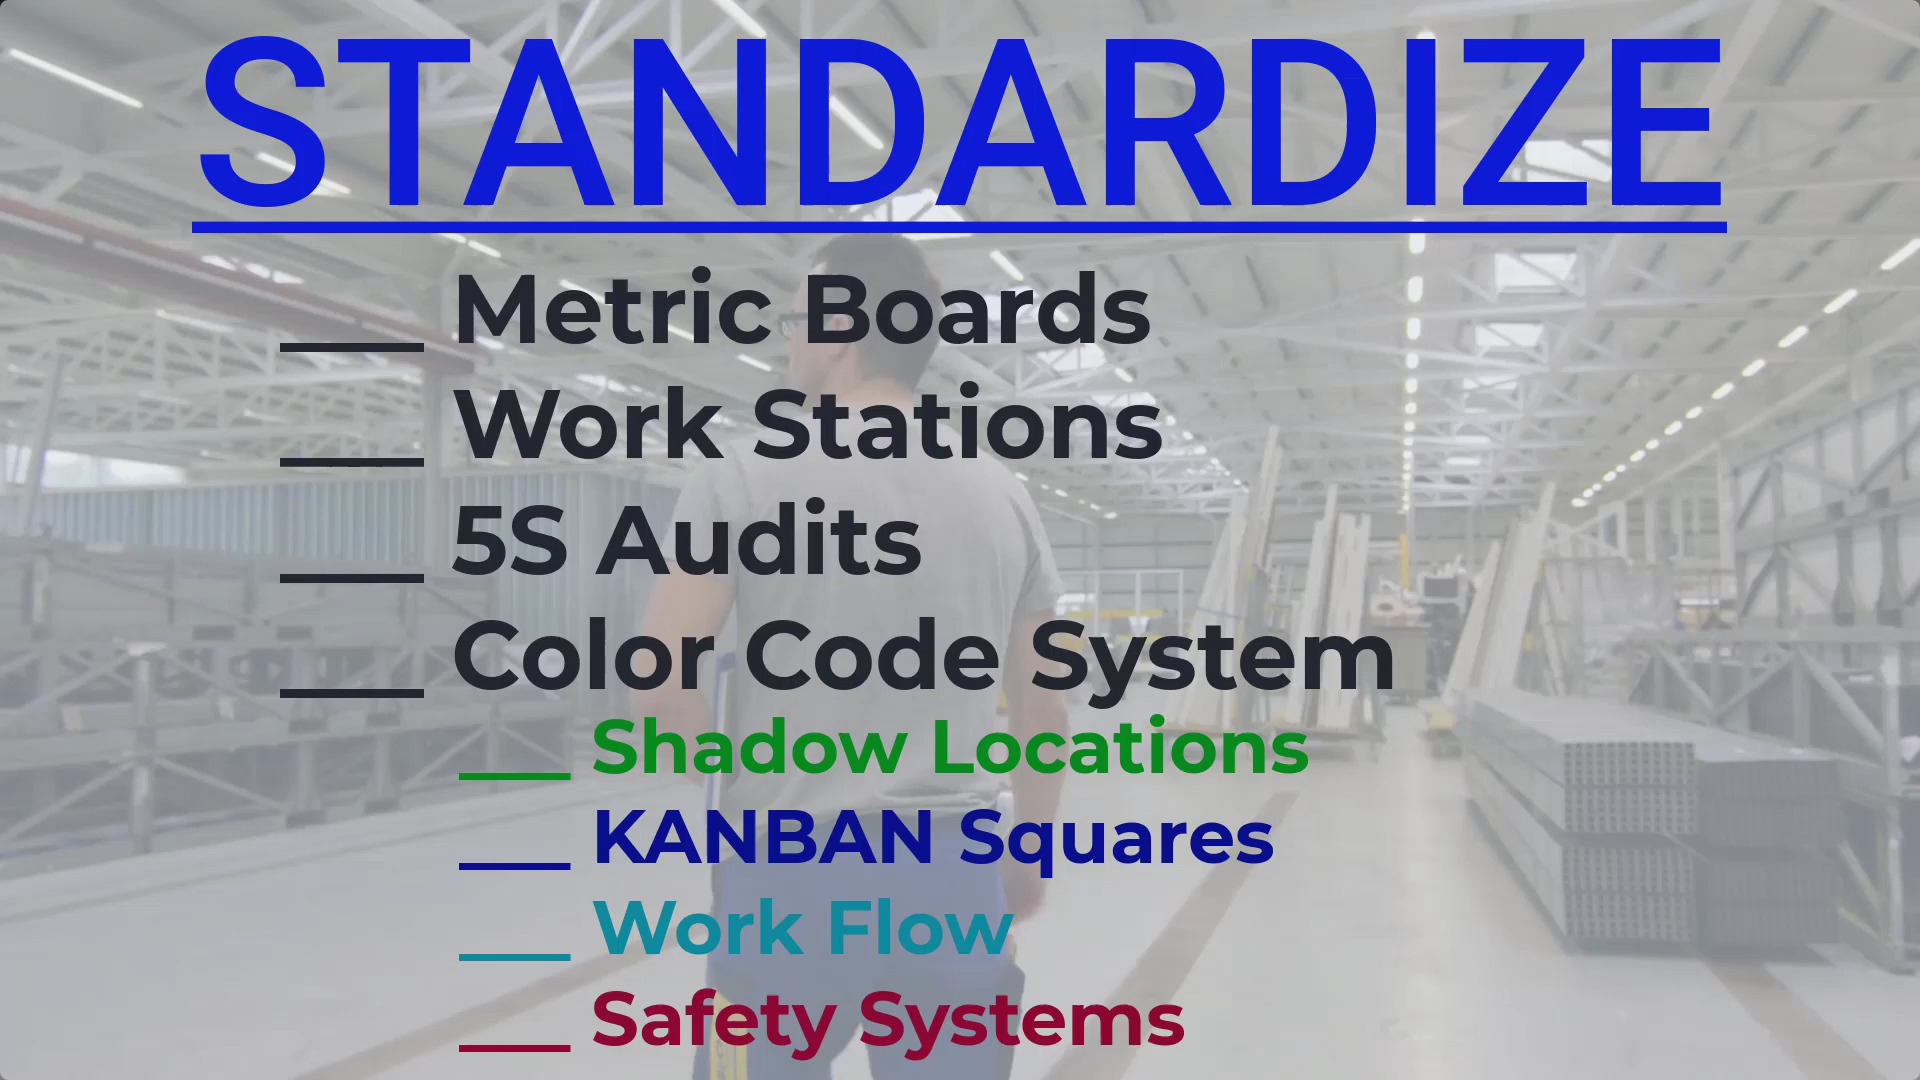 STANDARDIZE
___ Metric Boards
___ Work Stations
___ 5S Audits
___ Color Code System
___ Shadow Locations
___ KANBAN Squares
___ Work Flow
___ Safety Systems